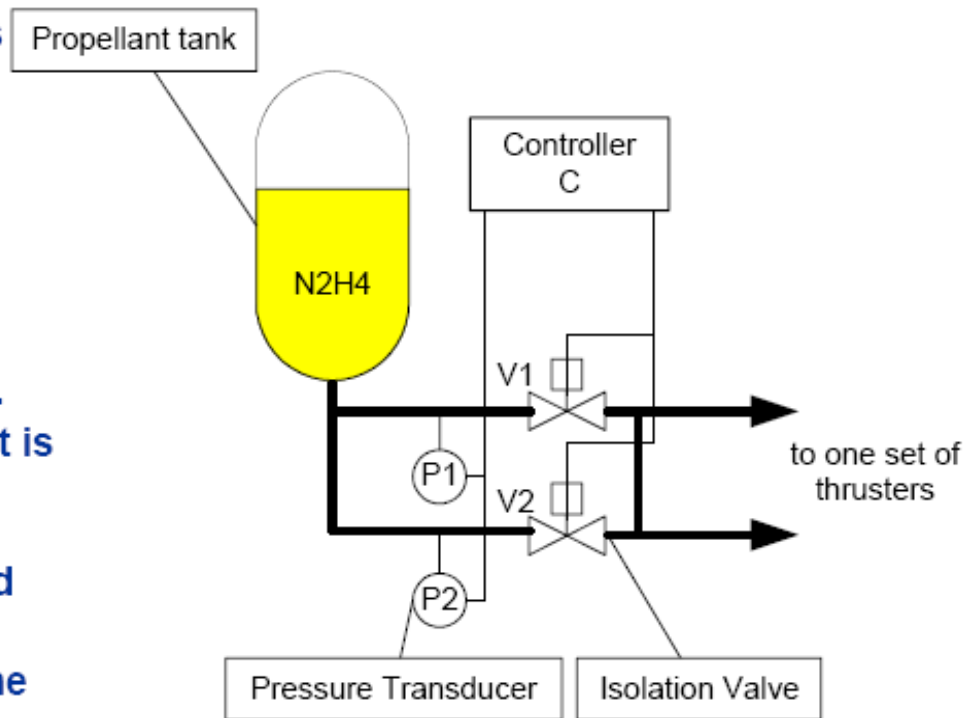 s
Propellant tank
Controller
C
N2H4
V1
.
t is
P1
to one set of
thrusters
V2
d
P2
ne
Pressure Transducer
Isolation Valve